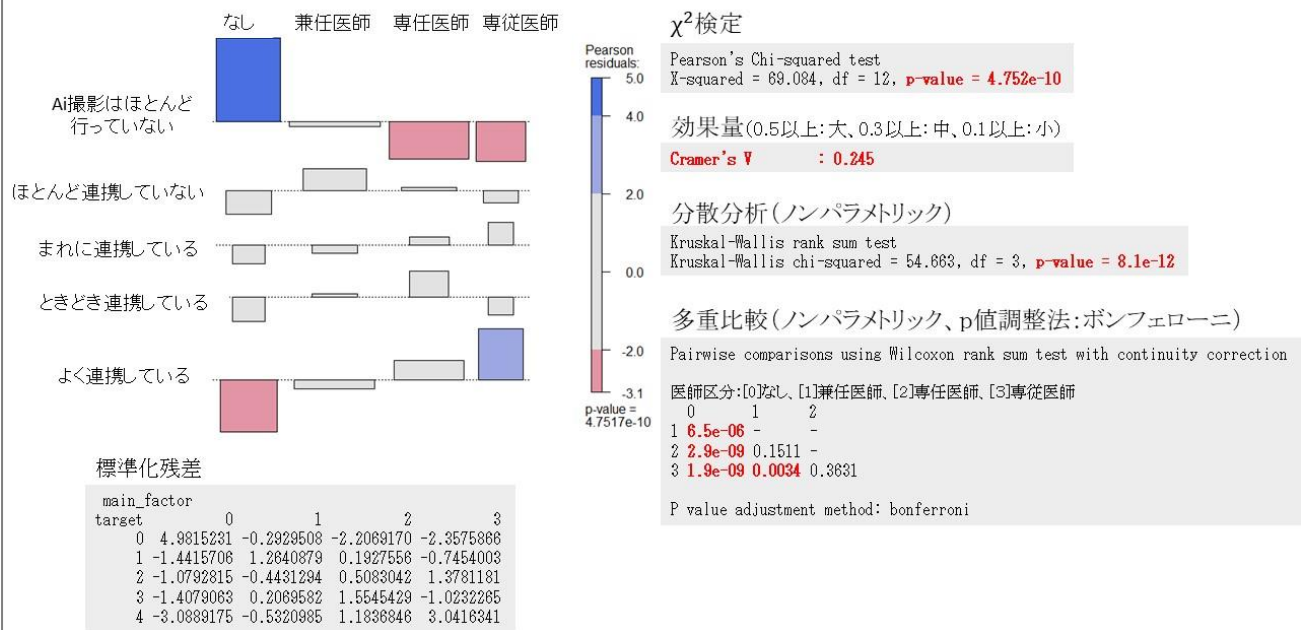 なし 兼任医師 専任医師 専従医師
Ai撮影はほとんど
行っていない
ほとんど連携していない
まれに連携している
ときどき連携している
よく連携している
Pearson
residuals:
5.0
4.0
2.0
0.0
-2.0
-3.1
p-value =
4.7517e-10
標準化残差
main_factor
target 0 1 2 3
0 4.9815231 -0.2929508 -2.2069170 -2.3575866
1 -1.4415706 1.2640879 0.1927556 -0.7454003
2 -1.0792815 -0.4431294 0.5083042 1.3781181
3 -1.4079063 0.2069582 1.5545429 -1.0232265
4 -3.0889175 -0.5320985 1.1836846 3.0416341
χ²検定
Pearson's Chi-squared test
X-squared = 69.084, df = 12, p-value = 4.752e-10
効果量(0.5以上:大、0.3以上:中、0.1以上:小)
Cramer's V : 0.245
分散分析(ノンパラメトリック)
Kruskal-Wallis rank sum test
Kruskal-Wallis chi-squared = 54.663, df = 3, p-value = 8.1e-12
多重比較(ノンパラメトリック、p値調整法:ボンフェローニ)
Pairwise comparisons using Wilcoxon rank sum test with continuity correction
医師区分:[0]なし、[1]兼任医師、[2]専任医師、[3]専従医師
0 1 2
1 6.5e-06 - -
2 2.9e-09 0.1511 -
3 1.9e-09 0.0034 0.3631
P value adjustment method: bonferroni